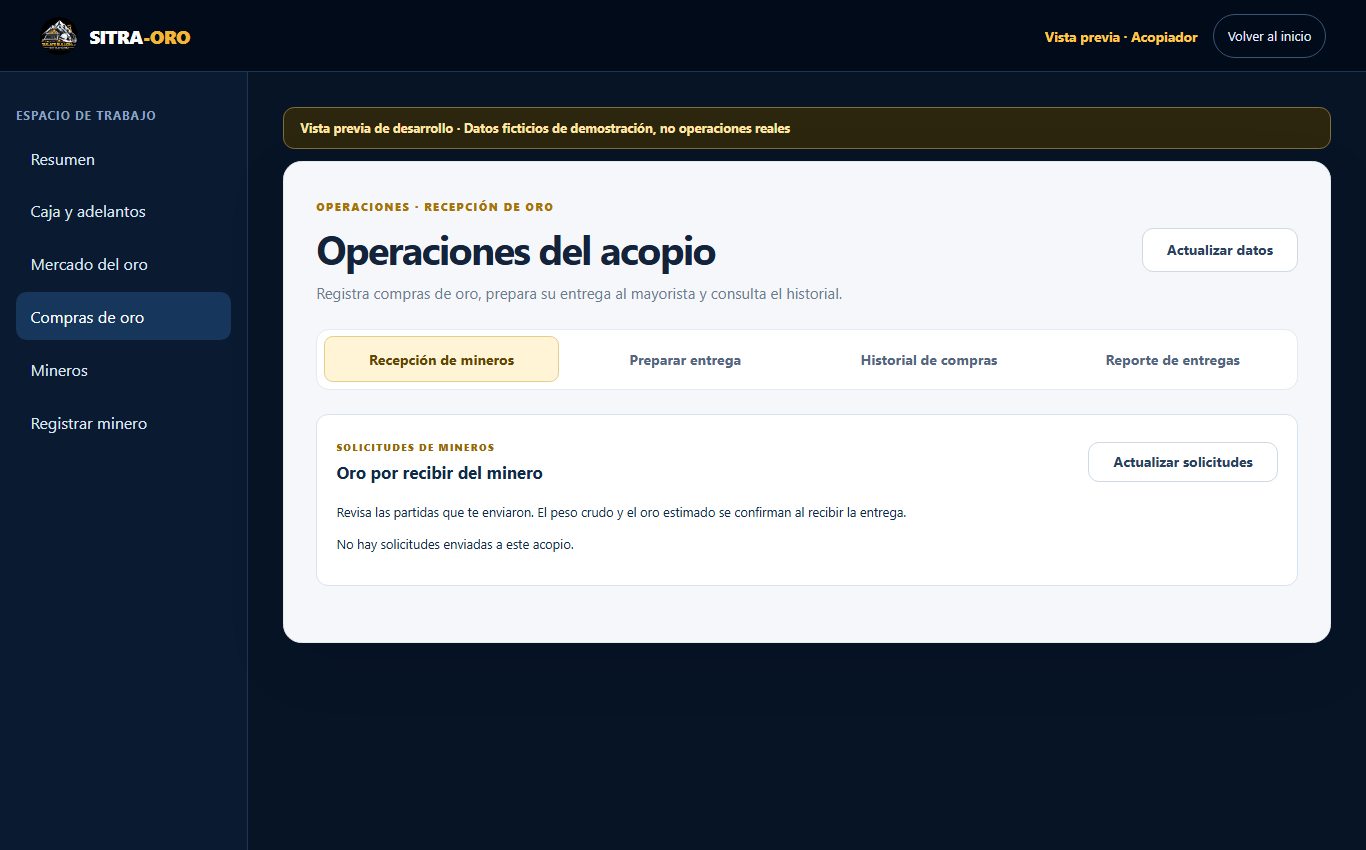 SITRA-ORO
Vista previa · Acopiador
Volver al inicio
ESPACIO DE TRABAJO
Resumen
Caja y adelantos
Mercado del oro
Compras de oro
Mineros
Registrar minero
Vista previa de desarrollo · Datos ficticios de demostración, no operaciones reales
OPERACIONES · RECEPCIÓN DE ORO
Operaciones del acopio
Actualizar datos
Registra compras de oro, prepara su entrega al mayorista y consulta el historial.
Recepción de mineros
Preparar entrega
Historial de compras
Reporte de entregas
SOLICITUDES DE MINEROS
Oro por recibir del minero
Actualizar solicitudes
Revisa las partidas que te enviaron. El peso crudo y el oro estimado se confirman al recibir la entrega.
No hay solicitudes enviadas a este acopio.